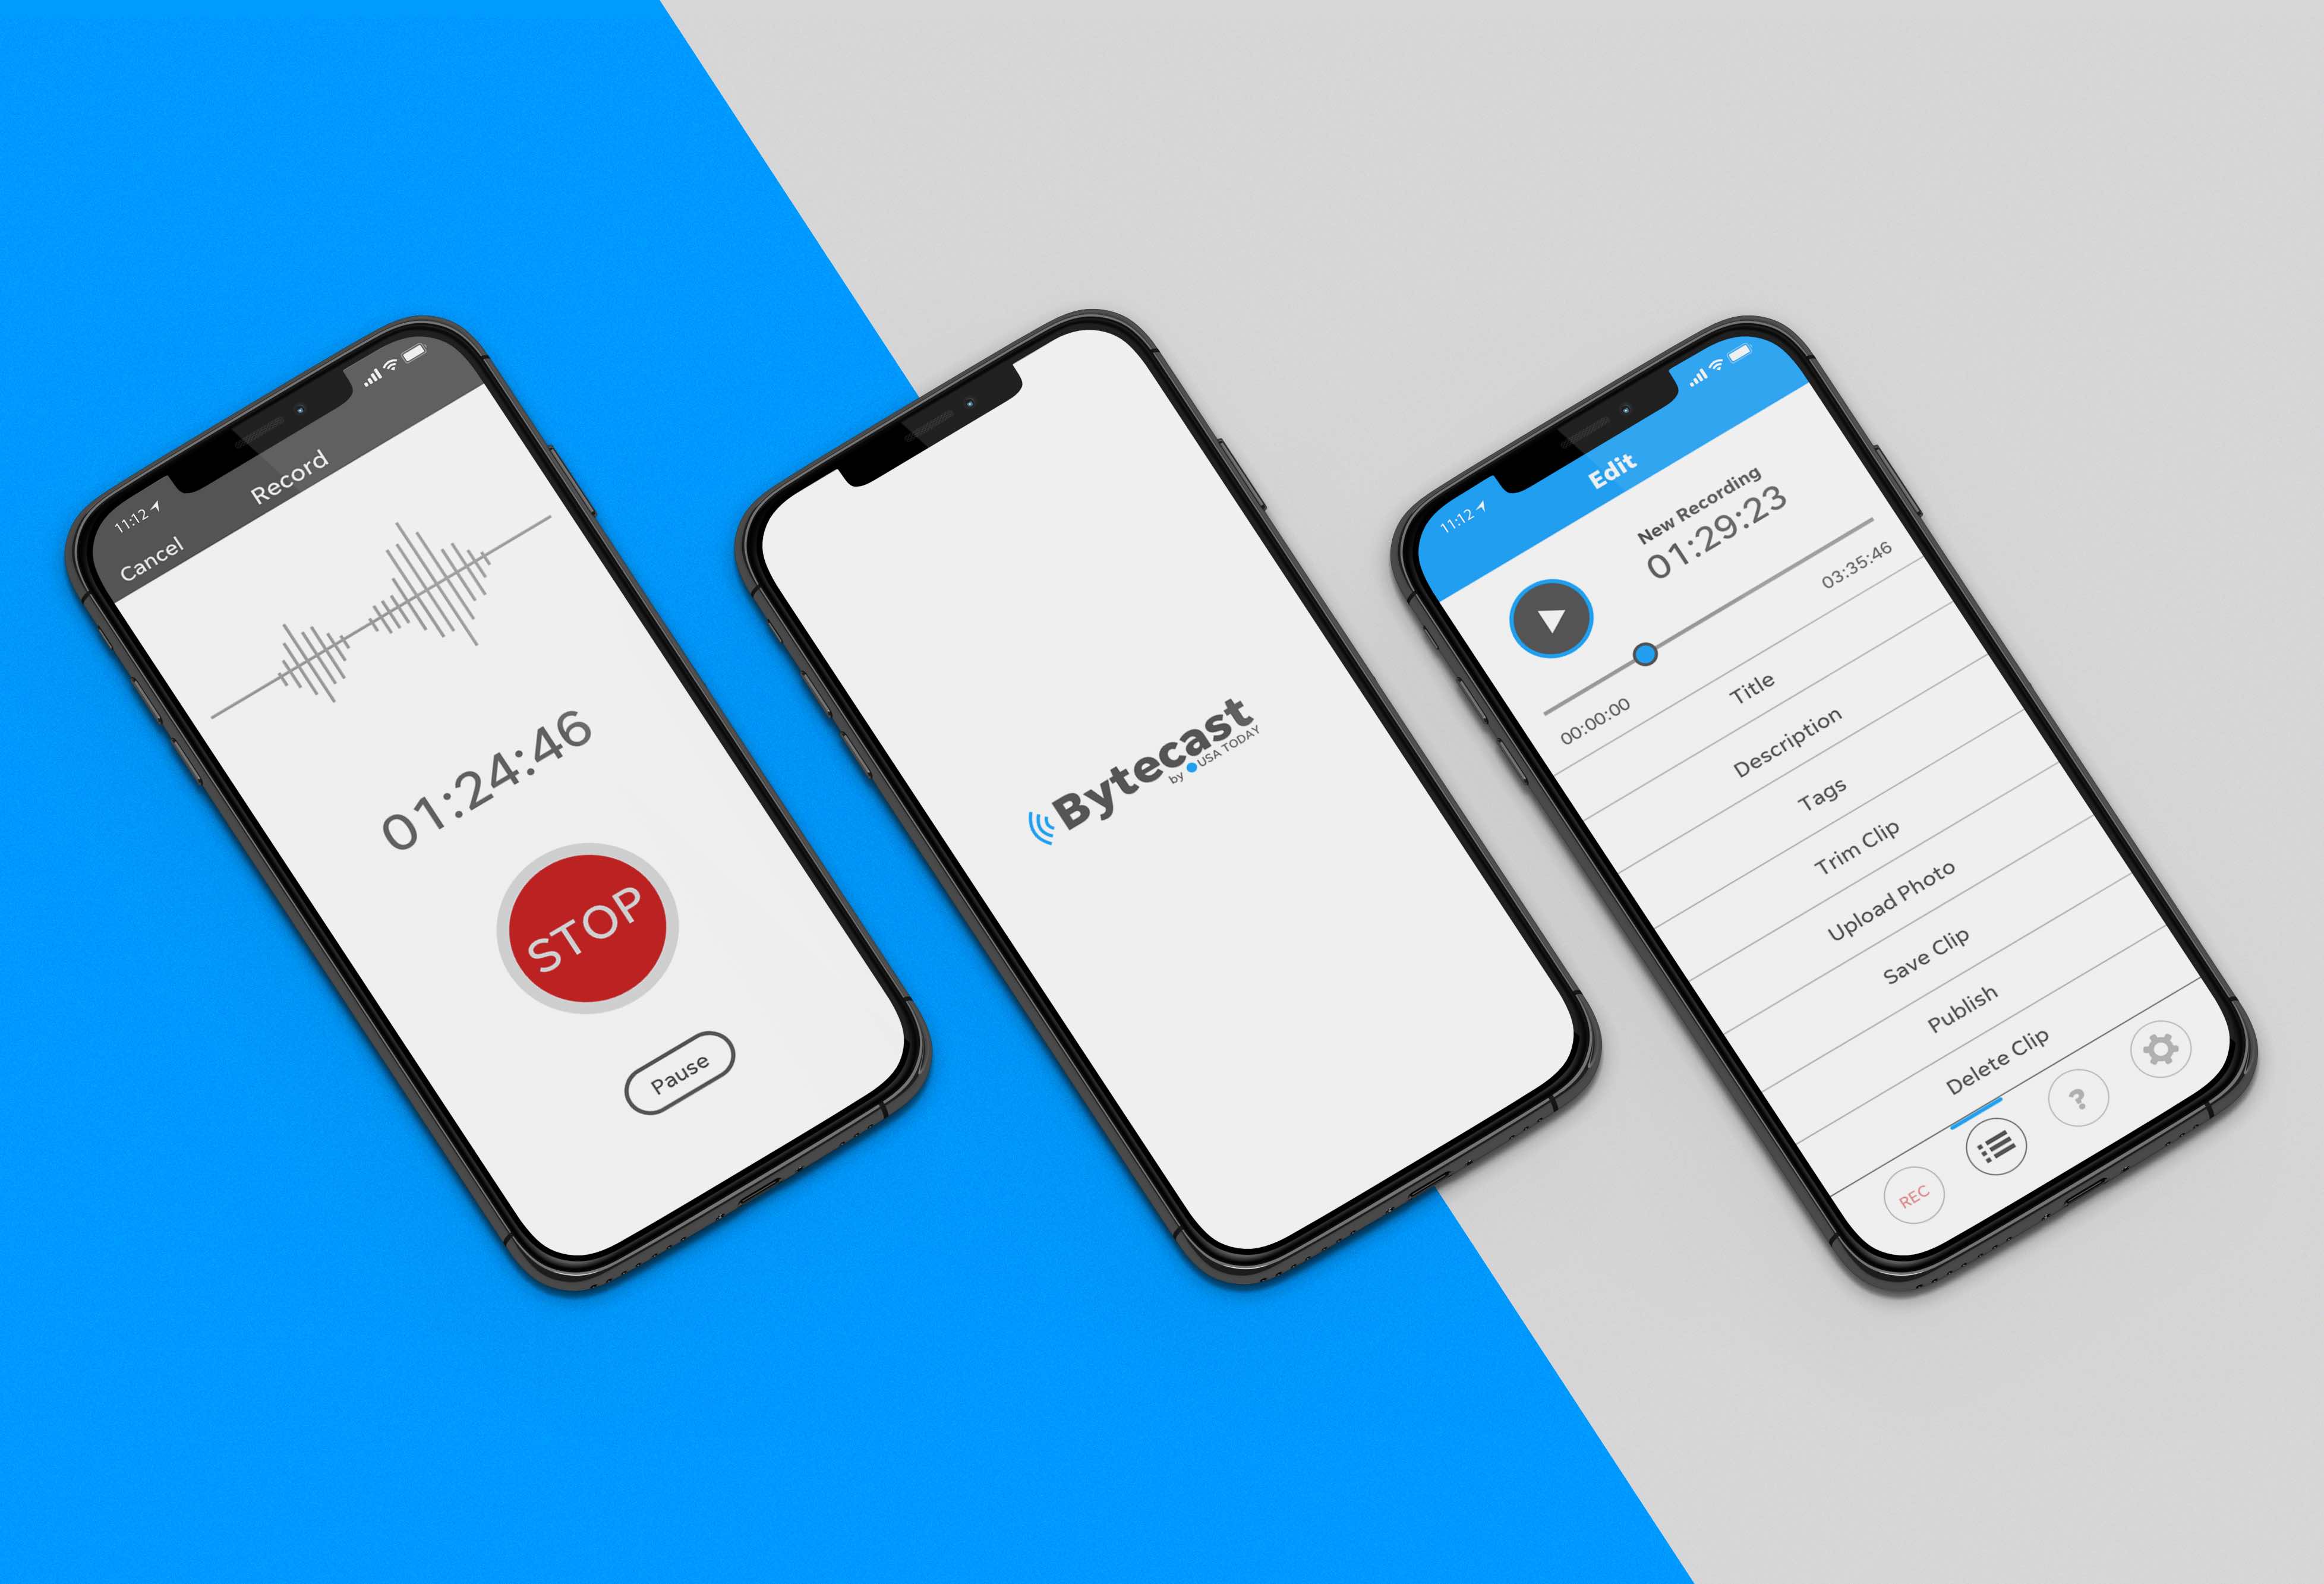 11:12
Cancel
Record
01:24:46
STOP
Pause
Bytecast
by USA TODAY
11:12
Edit
New Recording
01:29:23
00:00:00
03:35:46
Title
Description
Tags
Trim Clip
Upload Photo
Save Clip
Publish
Delete Clip
REC
?